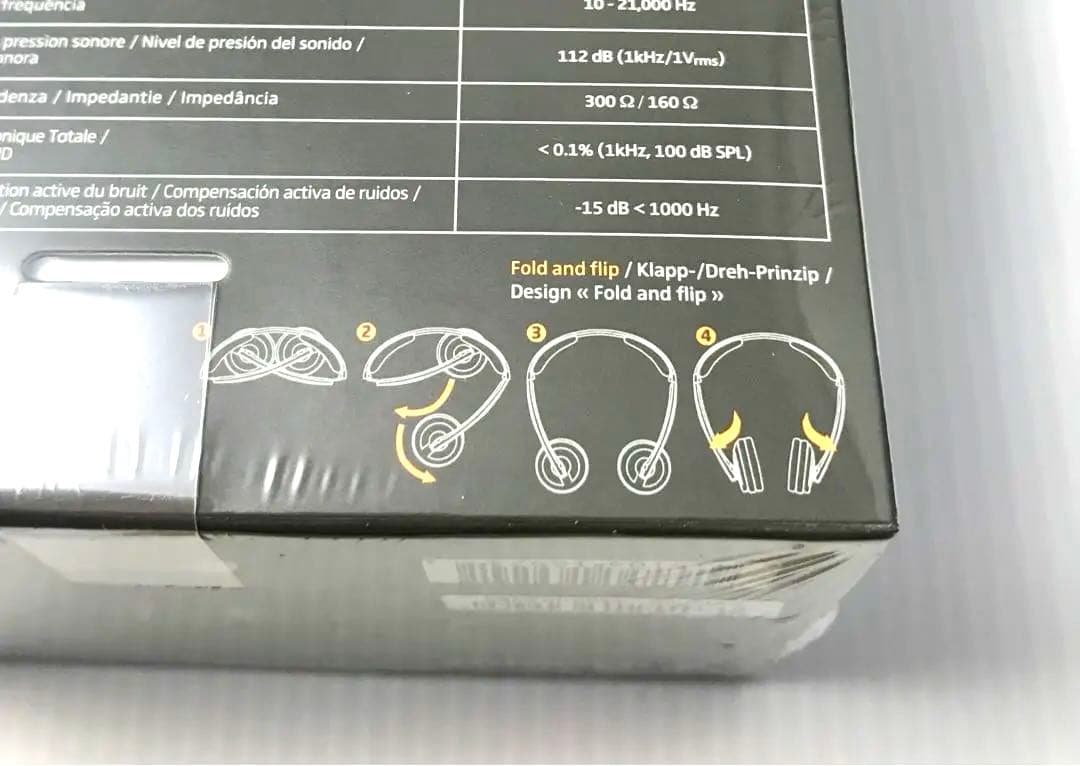 frequência
10 - 21,000 Hz
pression sonore / Nivel de presión del sonido /
nora
112 dB (1kHz/1Vrms)
denza / Impedantie / Impedância
300 Ω / 160 Ω
nique Totale /
D
< 0.1% (1kHz, 100 dB SPL)
tion active du bruit / Compensación activa de ruidos /
/ Compensação activa dos ruídos
-15 dB < 1000 Hz
Fold and flip / Klapp-/Dreh-Prinzip /
Design « Fold and flip »
1
2
3
4